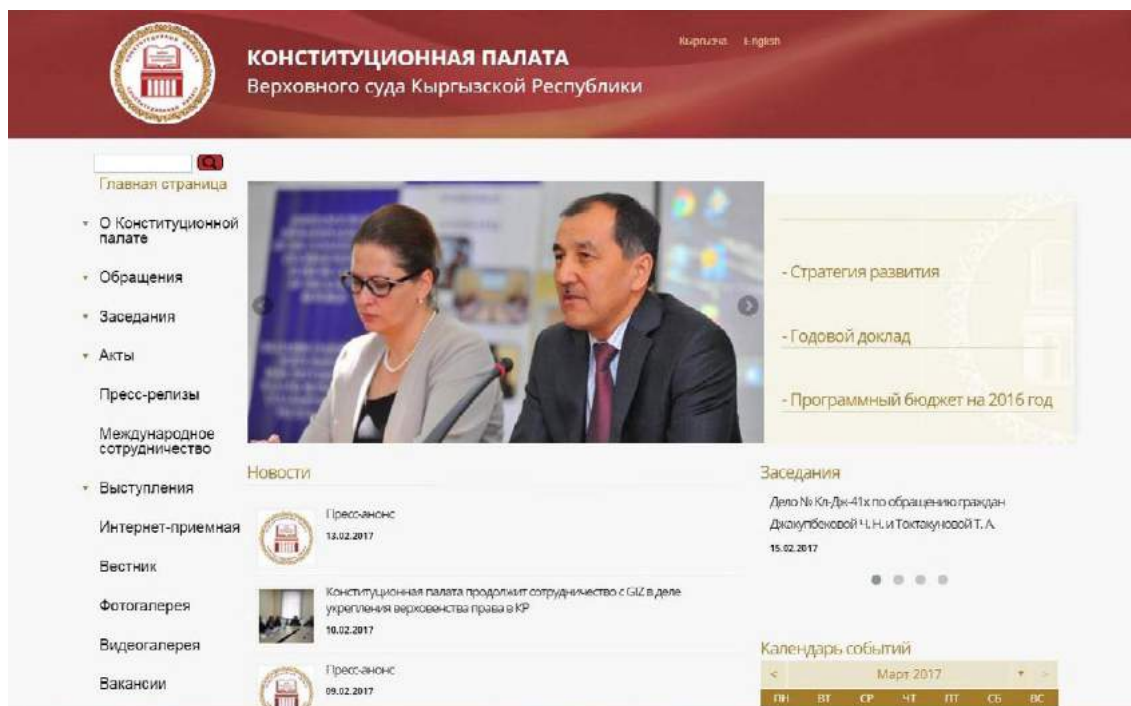 КОНСТИТУЦИОННАЯ ПАЛАТА
Верховного суда Кыргызской Республики
Кыргызча English
Главная страница
О Конституционной
палате
Обращения
Заседания
Акты
Пресс-релизы
Международное
сотрудничество
Выступления
Интернет-приемная
Вестник
Фотогалерея
Видеогалерея
Вакансии
- Стратегия развития
- Годовой доклад
- Программный бюджет на 2016 год
Новости
Пресс-анонс
13.02.2017
Конституционная палата продолжит сотрудничество с GIZ в деле
укрепления верховенства права в КР
10.02.2017
Пресс-анонс
09.02.2017
Заседания
Дело № Кл-Дж-41х по обращению граждан
Джакупбековой Ч. Н. и Токтакуновой Т. А.
15.02.2017
Календарь событий
< Март 2017 >
ПН ВТ СР ЧТ ПТ СБ ВС